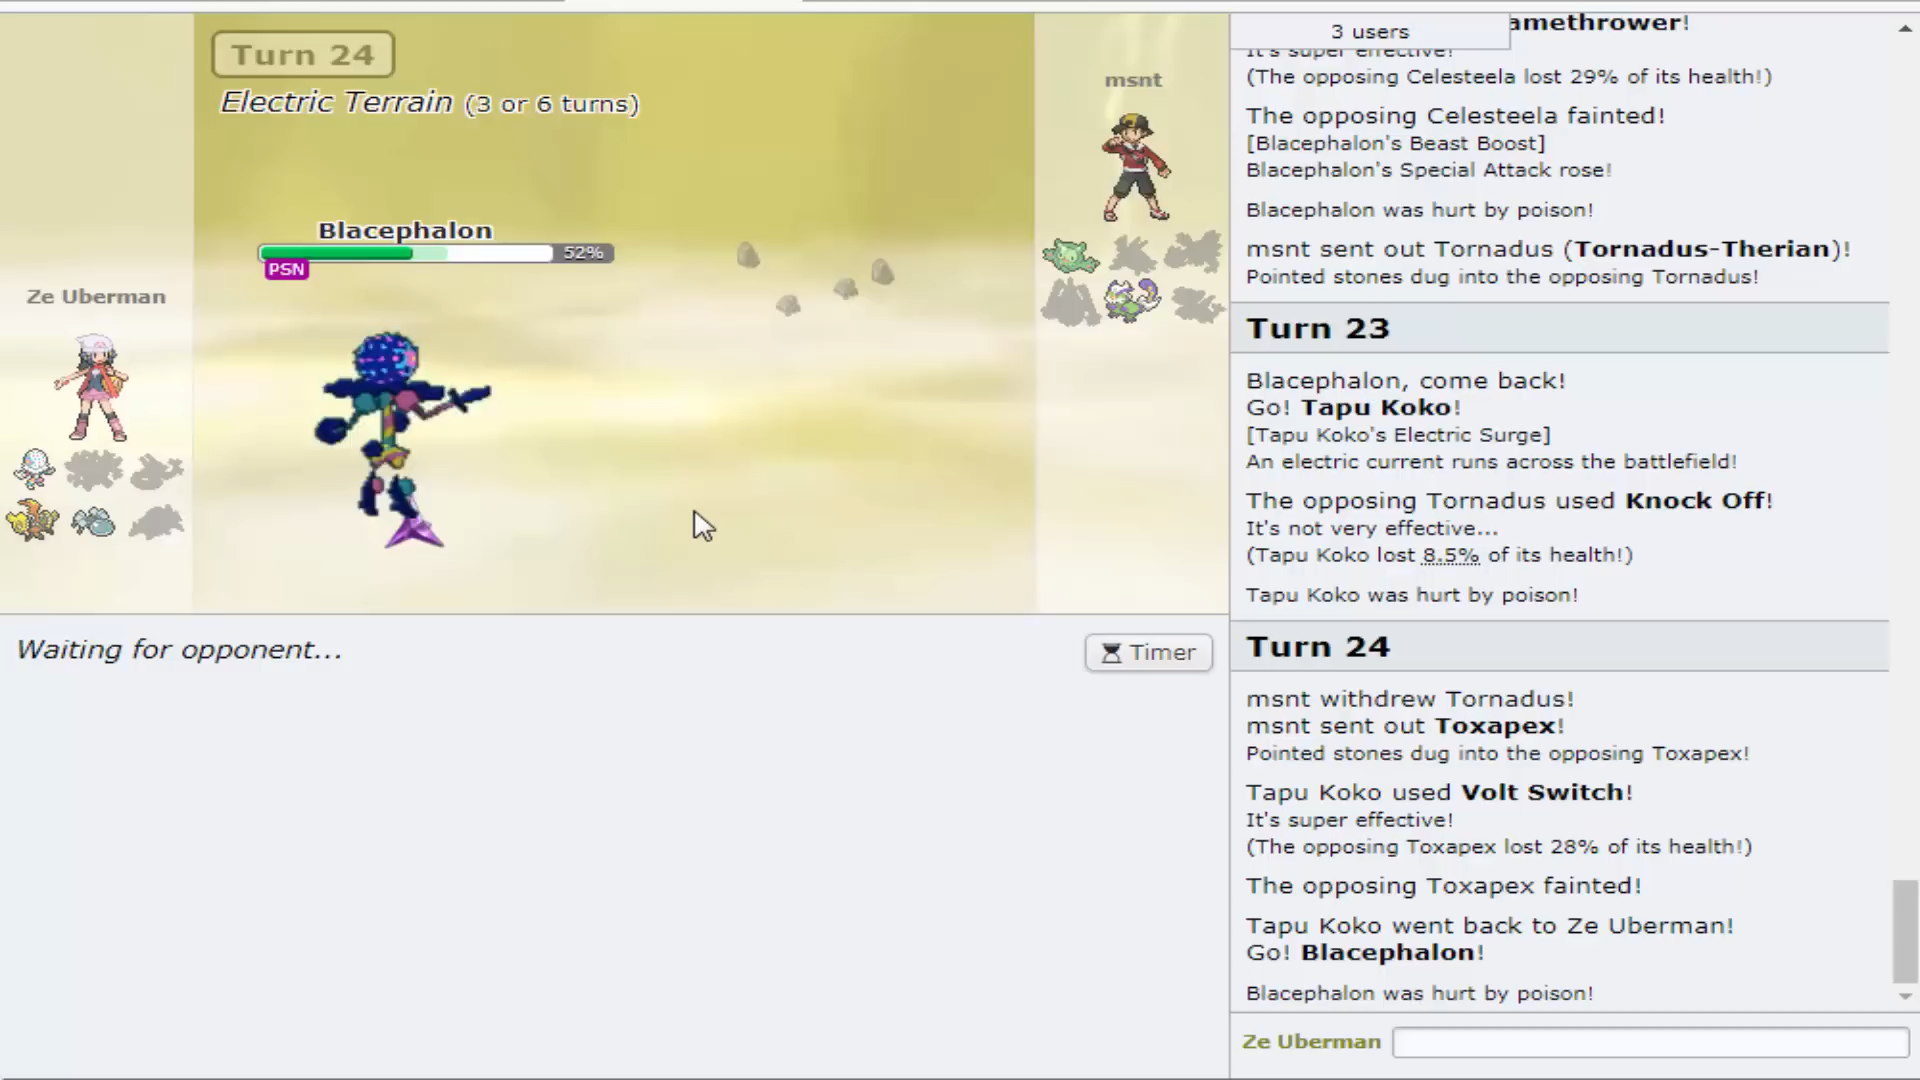 Turn 24
Electric Terrain (3 or 6 turns)
Blacephalon
52%
PSN
Ze Uberman
msnt
Waiting for opponent...
Timer
3 users
amethrower!
It's super effective!
(The opposing Celesteela lost 29% of its health!)
The opposing Celesteela fainted!
[Blacephalon's Beast Boost]
Blacephalon's Special Attack rose!
Blacephalon was hurt by poison!
msnt sent out Tornadus (Tornadus-Therian)!
Pointed stones dug into the opposing Tornadus!
Turn 23
Blacephalon, come back!
Go! Tapu Koko!
[Tapu Koko's Electric Surge]
An electric current runs across the battlefield!
The opposing Tornadus used Knock Off!
It's not very effective...
(Tapu Koko lost 8.5% of its health!)
Tapu Koko was hurt by poison!
Turn 24
msnt withdrew Tornadus!
msnt sent out Toxapex!
Pointed stones dug into the opposing Toxapex!
Tapu Koko used Volt Switch!
It's super effective!
(The opposing Toxapex lost 28% of its health!)
The opposing Toxapex fainted!
Tapu Koko went back to Ze Uberman!
Go! Blacephalon!
Blacephalon was hurt by poison!
Ze Uberman